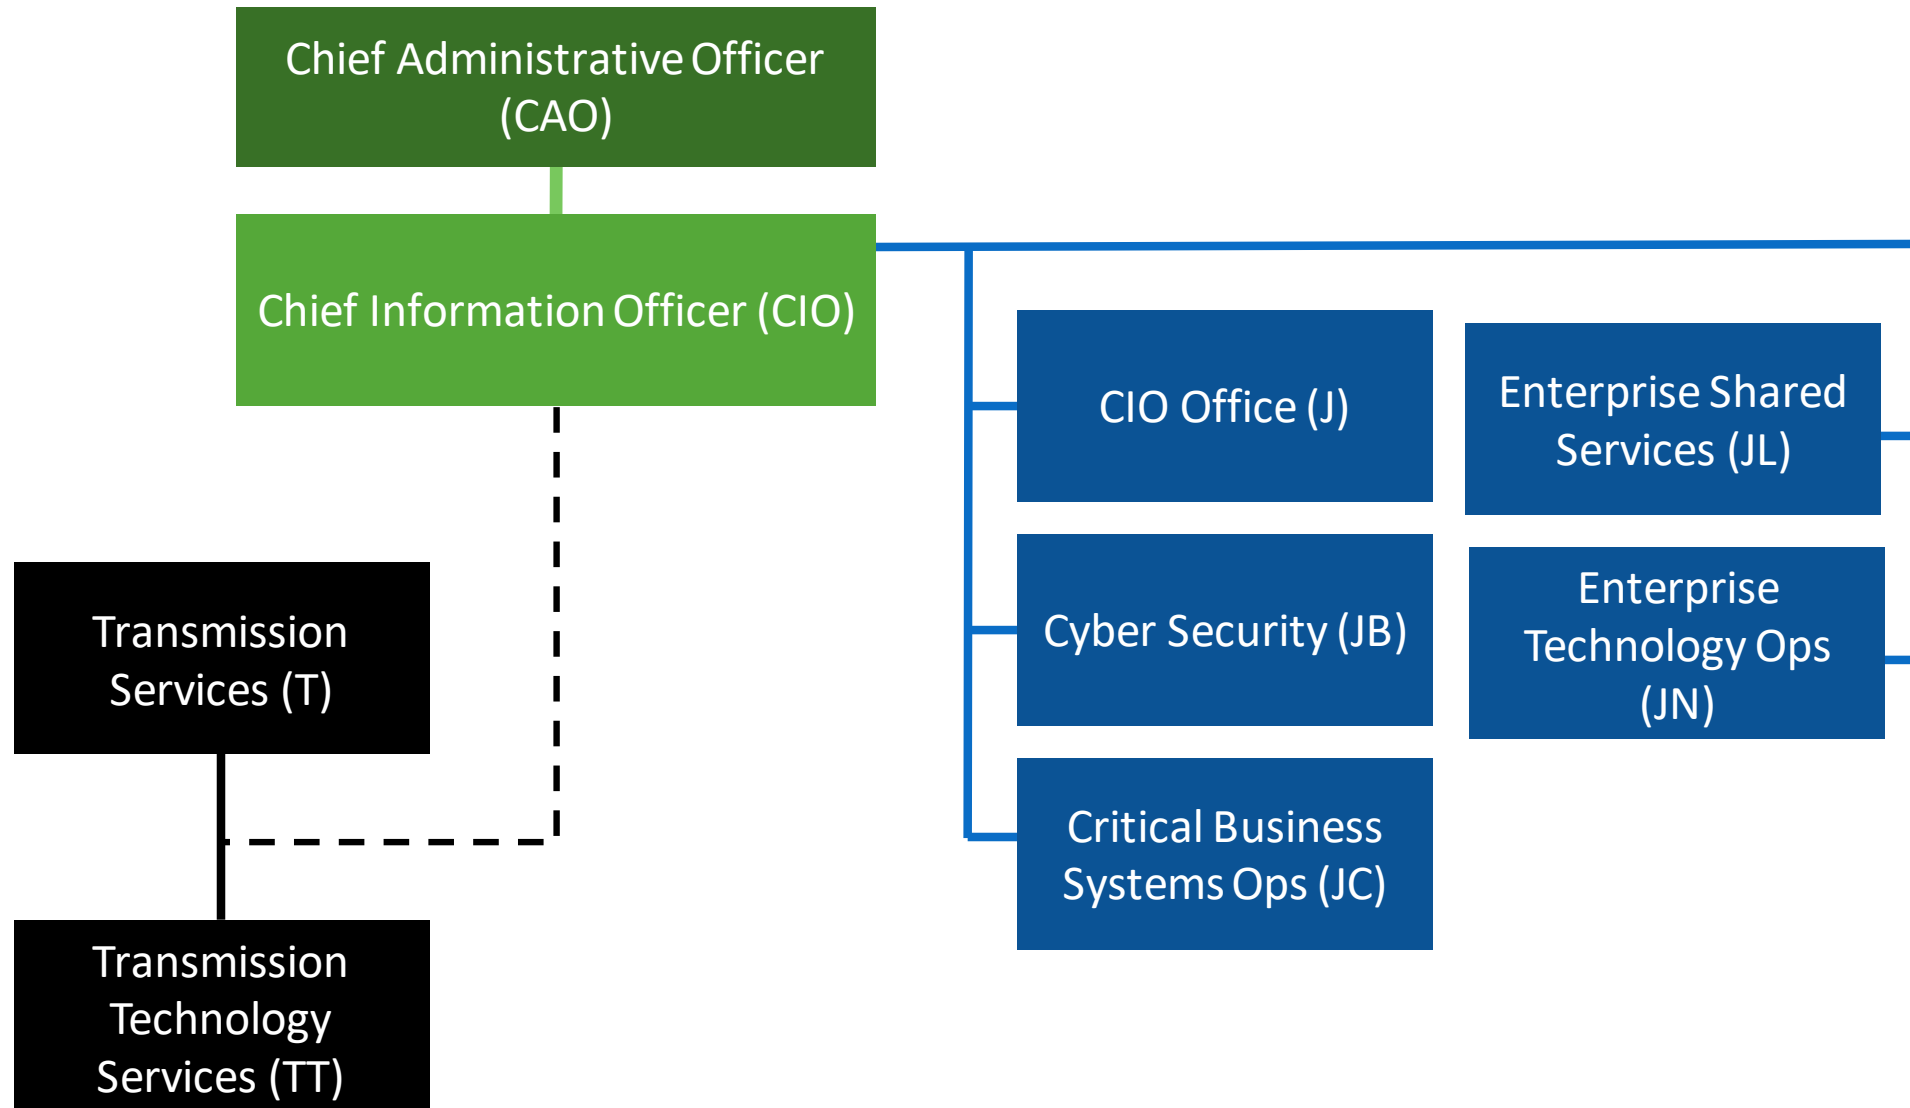 Chief Administrative Officer
(CAO)
Chief Information Officer (CIO)
CIO Office (J)
Enterprise Shared
Services (JL)
Cyber Security (JB)
Enterprise
Technology Ops
(JN)
Critical Business
Systems Ops (JC)
Transmission
Services (T)
Transmission
Technology
Services (TT)